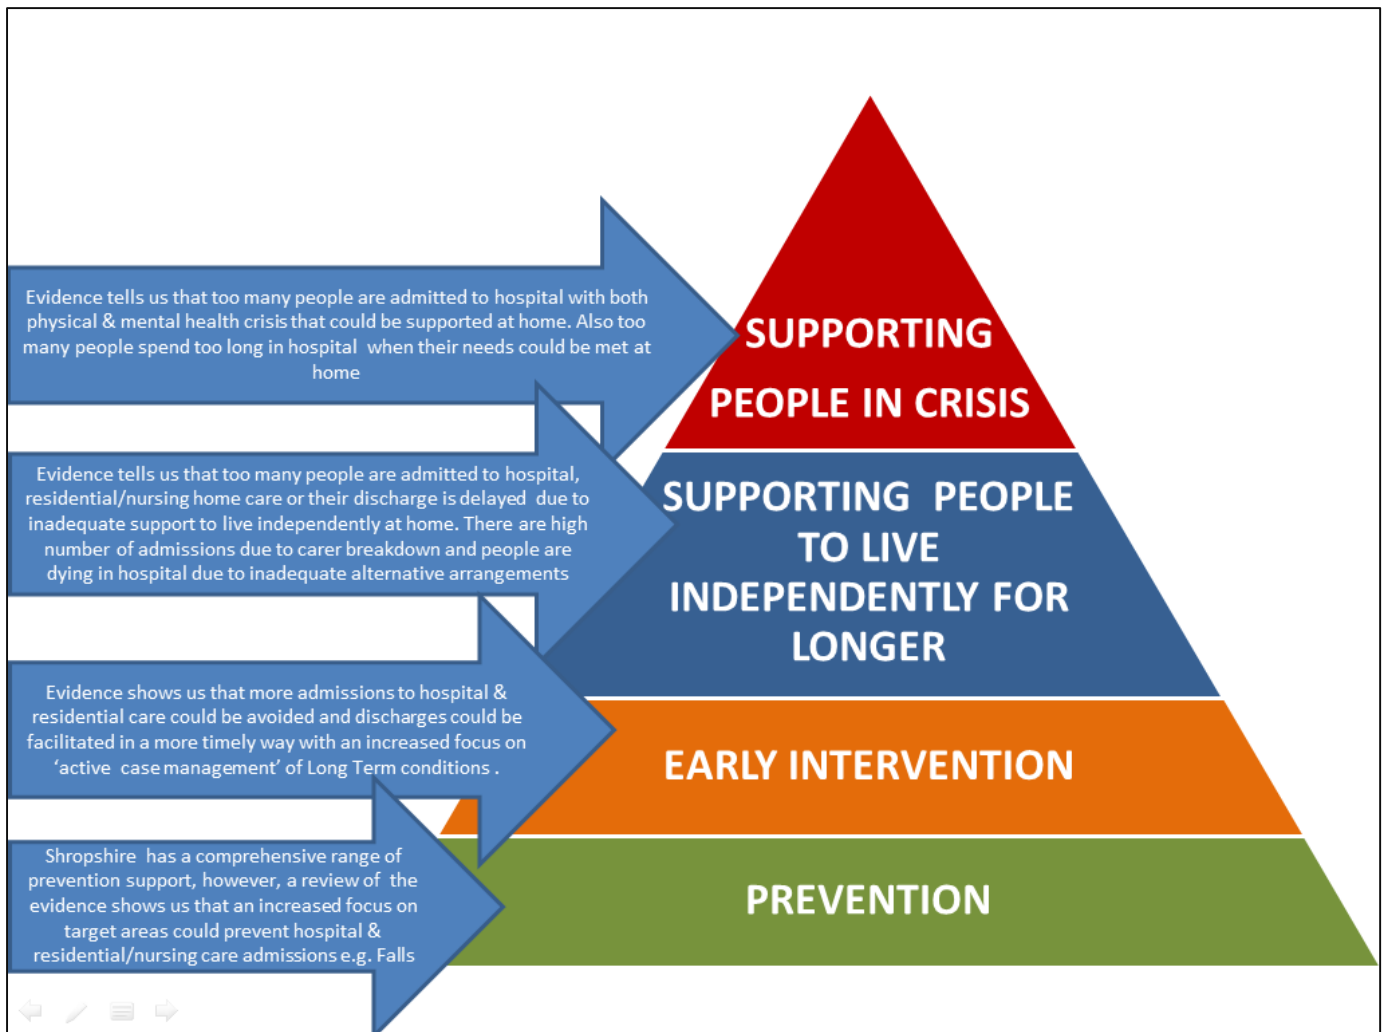 Evidence tells us that too many people are admitted to hospital with both
physical & mental health crisis that could be supported at home. Also too
many people spend too long in hospital when their needs could be met at
home
SUPPORTING
PEOPLE IN CRISIS
Evidence tells us that too many people are admitted to hospital,
residential/nursing home care or their discharge is delayed due to
inadequate support to live independently at home. There are high
number of admissions due to carer breakdown and people are
dying in hospital due to inadequate alternative arrangements
SUPPORTING PEOPLE
TO LIVE
INDEPENDENTLY FOR
LONGER
Evidence shows us that more admissions to hospital &
residential care could be avoided and discharges could be
facilitated in a more timely way with an increased focus on
‘active case management’ of Long Term conditions .
EARLY INTERVENTION
Shropshire has a comprehensive range of
prevention support, however, a review of the
evidence shows us that an increased focus on
target areas could prevent hospital &
residential/nursing care admissions e.g. Falls
PREVENTION